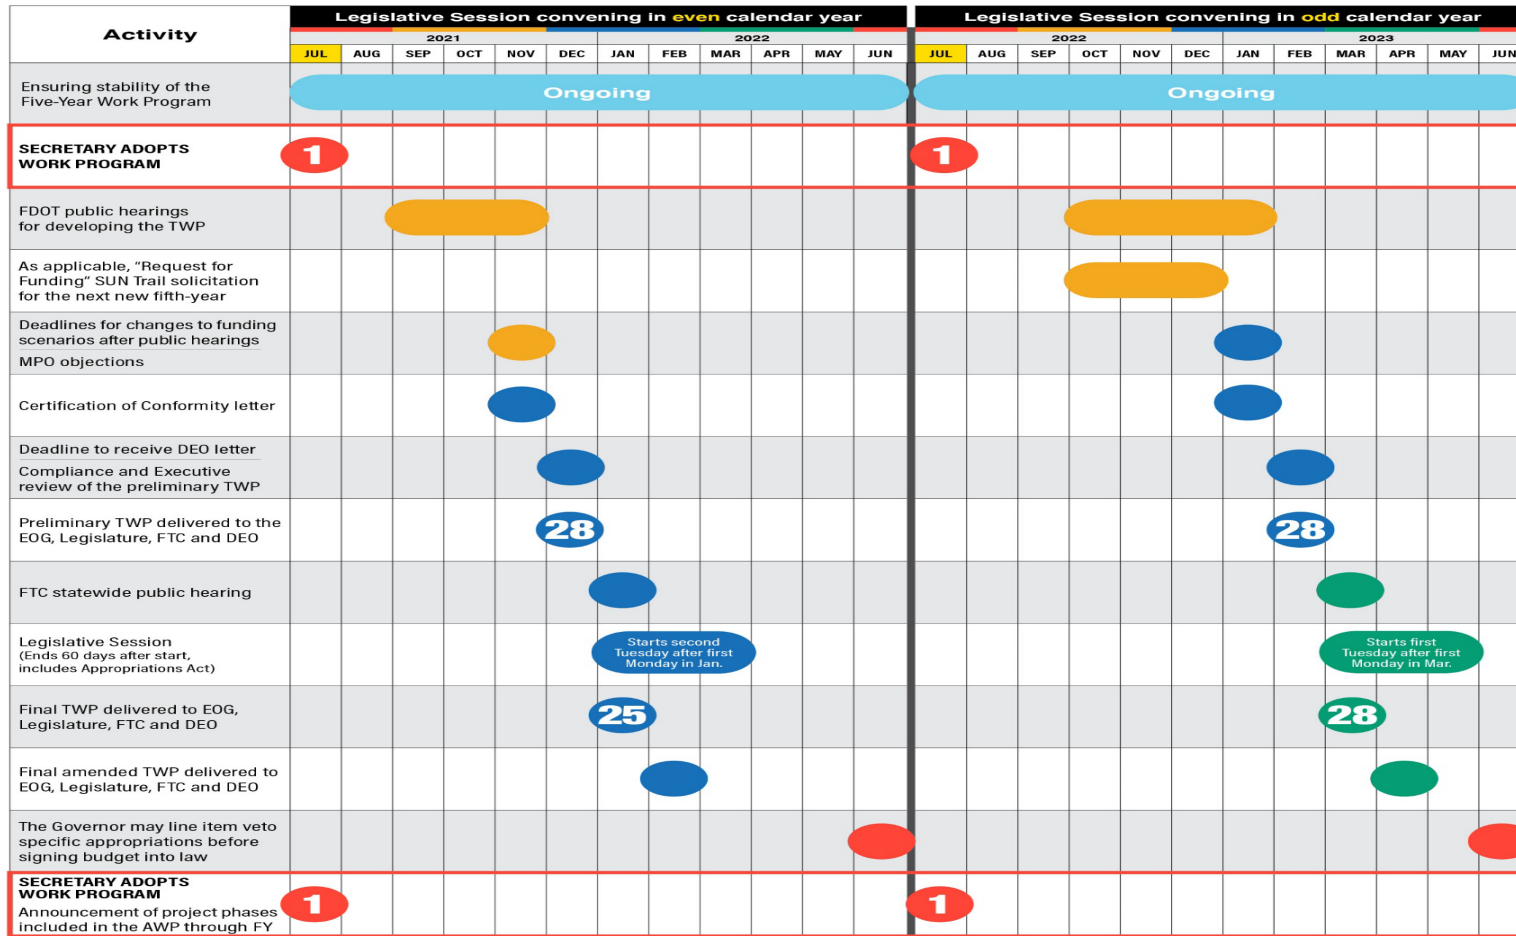 Activity
Legislative Session convening in even calendar year
Legislative Session convening in odd calendar year
2021
2022
2022
2023
JUL AUG SEP OCT NOV DEC JAN FEB MAR APR MAY JUN
JUL AUG SEP OCT NOV DEC JAN FEB MAR APR MAY JUN
Ensuring stability of the
Five-Year Work Program
Ongoing
Ongoing
SECRETARY ADOPTS
WORK PROGRAM
1
1
FDOT public hearings
for developing the TWP
As applicable, "Request for
Funding" SUN Trail solicitation
for the next new fifth-year
Deadlines for changes to funding
scenarios after public hearings
MPO objections
Certification of Conformity letter
Deadline to receive DEO letter
Compliance and Executive
review of the preliminary TWP
Preliminary TWP delivered to the
EOG, Legislature, FTC and DEO
28
28
FTC statewide public hearing
Legislative Session
(Ends 60 days after start,
includes Appropriations Act)
Starts second
Tuesday after first
Monday in Jan.
Starts first
Tuesday after first
Monday in Mar.
Final TWP delivered to EOG,
Legislature, FTC and DEO
25
28
Final amended TWP delivered to
EOG, Legislature, FTC and DEO
The Governor may line item veto
specific appropriations before
signing budget into law
SECRETARY ADOPTS
WORK PROGRAM
Announcement of project phases
included in the AWP through FY
1
1